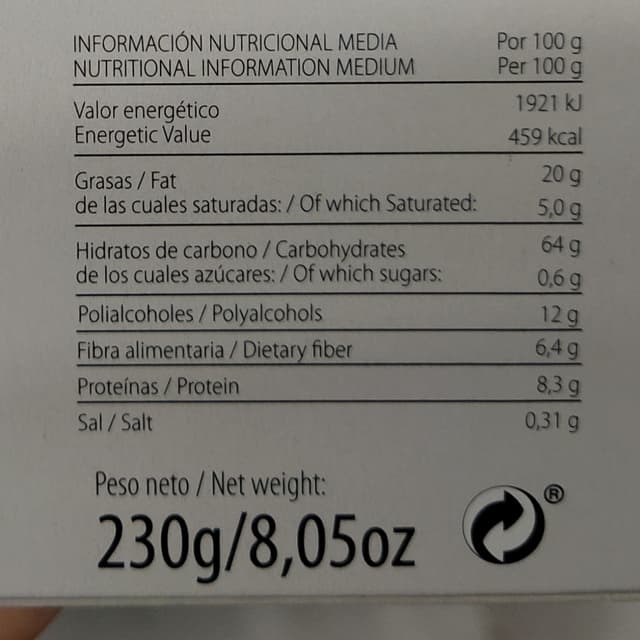 INFORMACIÓN NUTRICIONAL MEDIA Por 100 g
NUTRITIONAL INFORMATION MEDIUM Per 100 g
Valor energético 1921 kJ
Energetic Value 459 kcal
Grasas / Fat 20 g
de las cuales saturadas: / Of which Saturated: 5,0 g
Hidratos de carbono / Carbohydrates 64 g
de los cuales azúcares: / Of which sugars: 0,6 g
Polialcoholes / Polyalcohols 12 g
Fibra alimentaria / Dietary fiber 6,4 g
Proteínas / Protein 8,3 g
Sal / Salt 0,31 g
Peso neto / Net weight:
230g/8,05oz ®